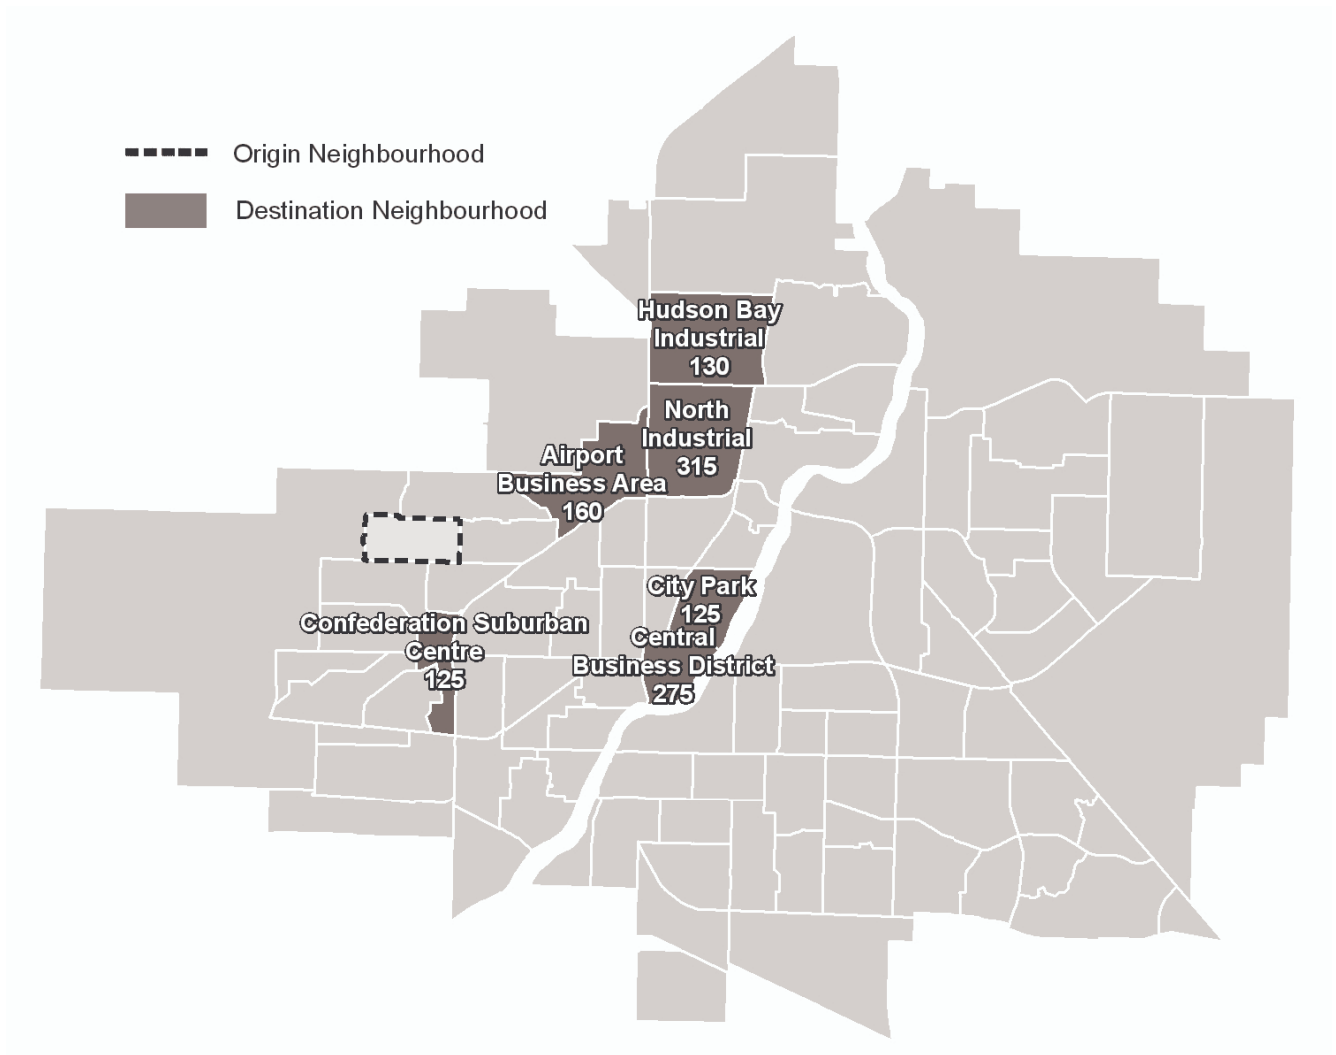 Origin Neighbourhood
Destination Neighbourhood
Hudson Bay
Industrial
130
North
Industrial
315
Airport
Business Area
160
City Park
125
Confederation Suburban
Centre
125
Central
Business District
275